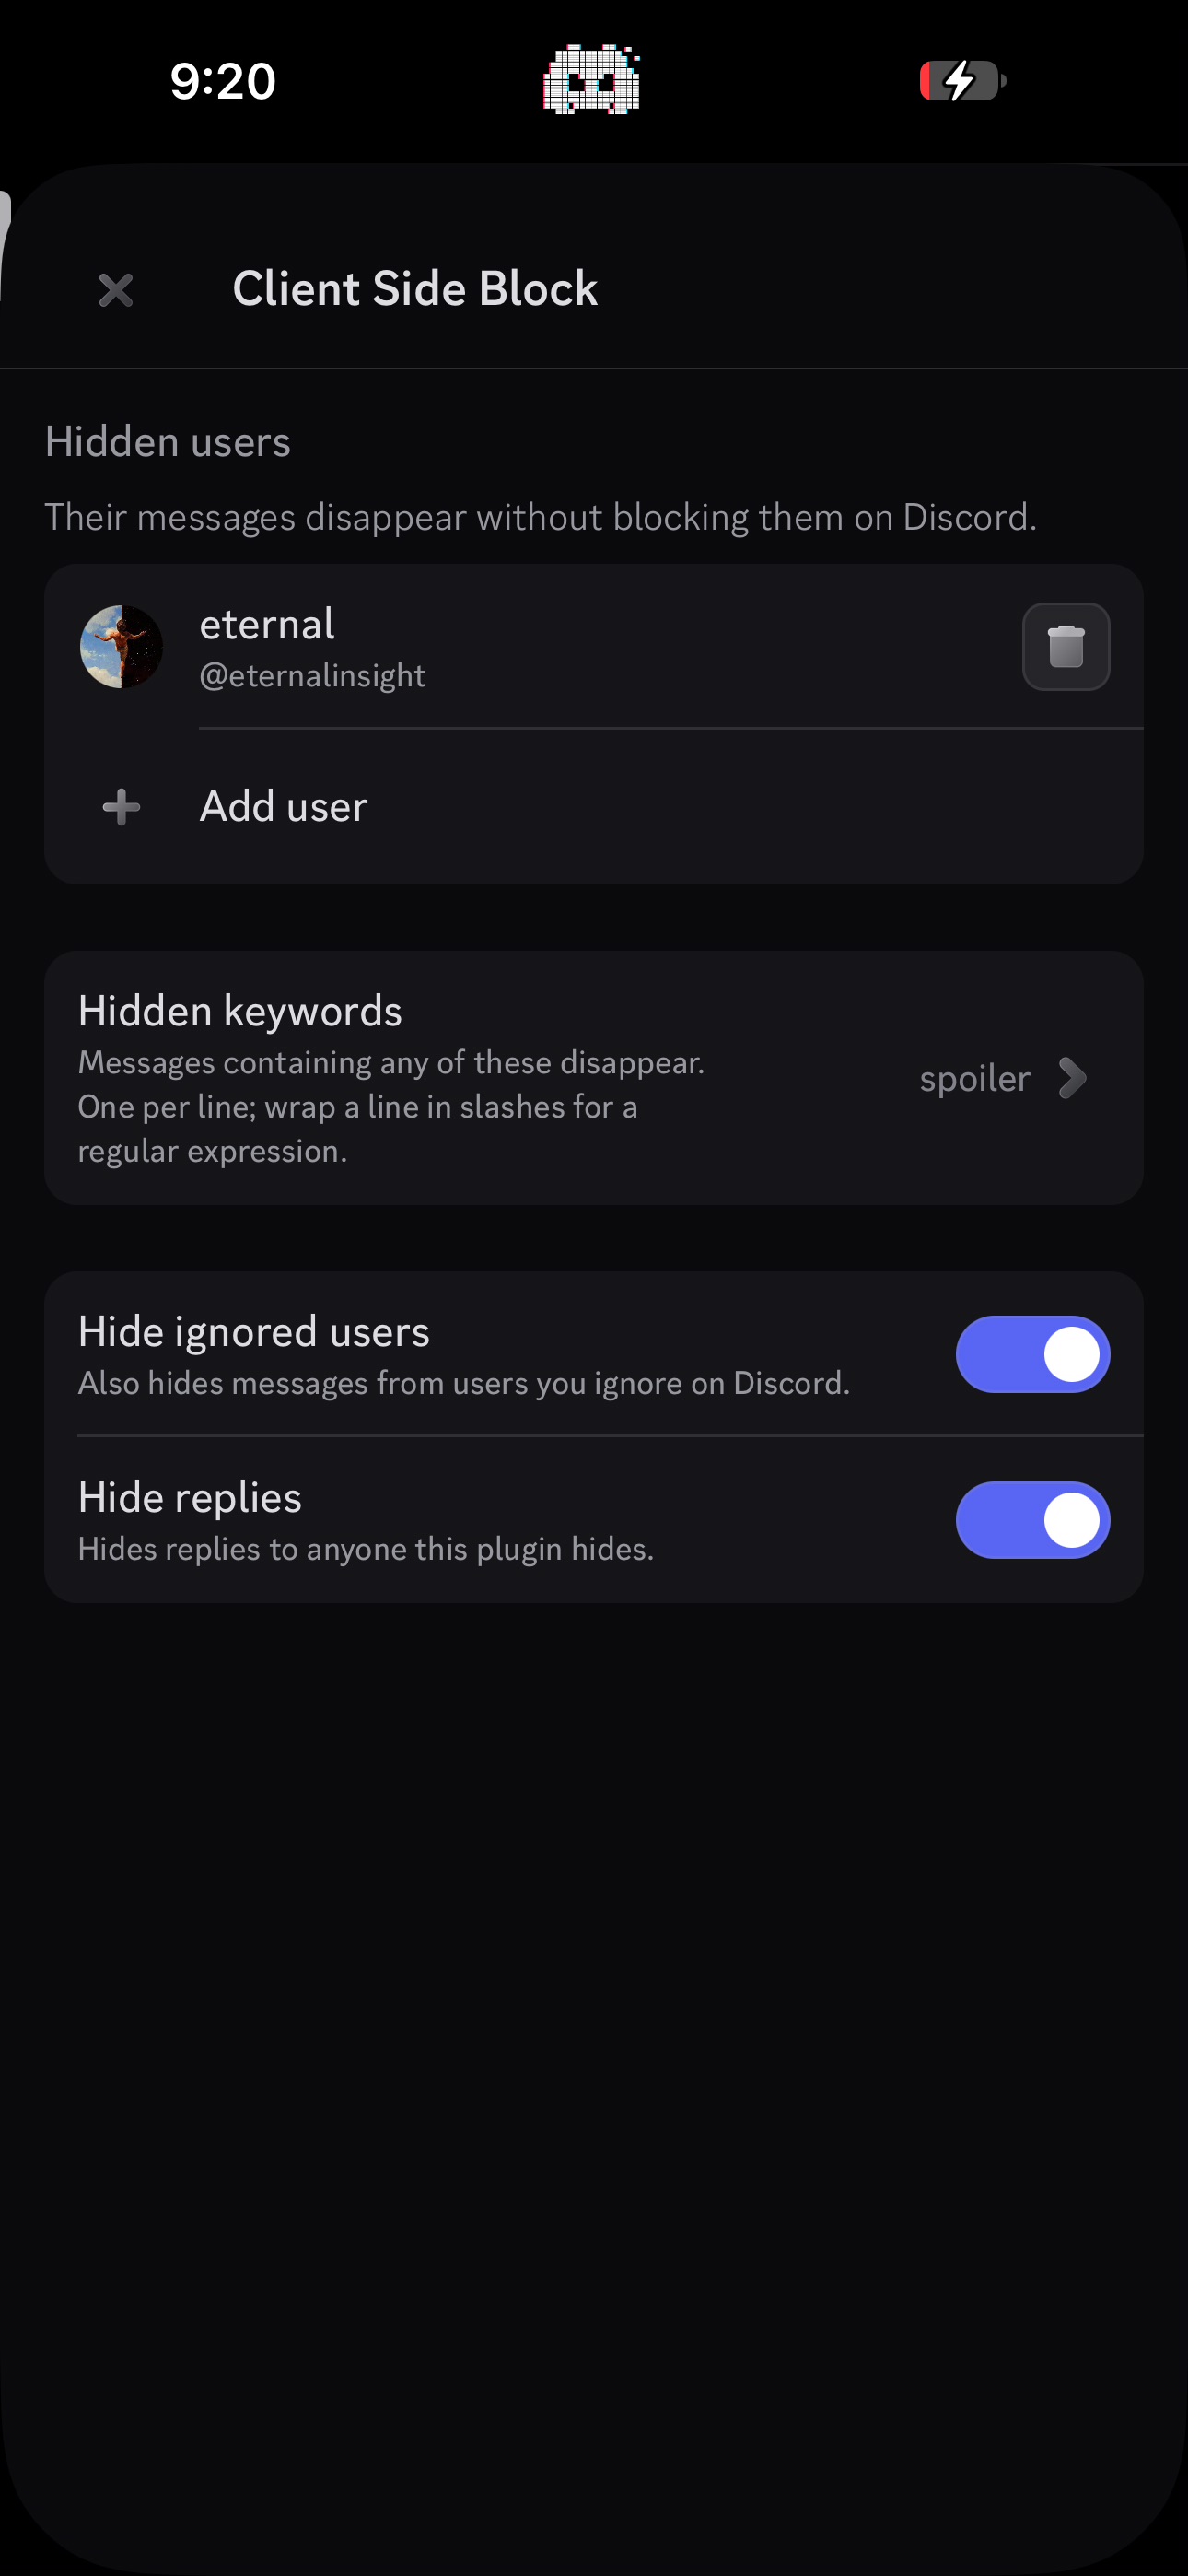 9:20
Client Side Block
Hidden users
Their messages disappear without blocking them on Discord.
eternal
@eternalinsight
Add user
Hidden keywords
Messages containing any of these disappear.
One per line; wrap a line in slashes for a
regular expression.
spoiler
Hide ignored users
Also hides messages from users you ignore on Discord.
Hide replies
Hides replies to anyone this plugin hides.